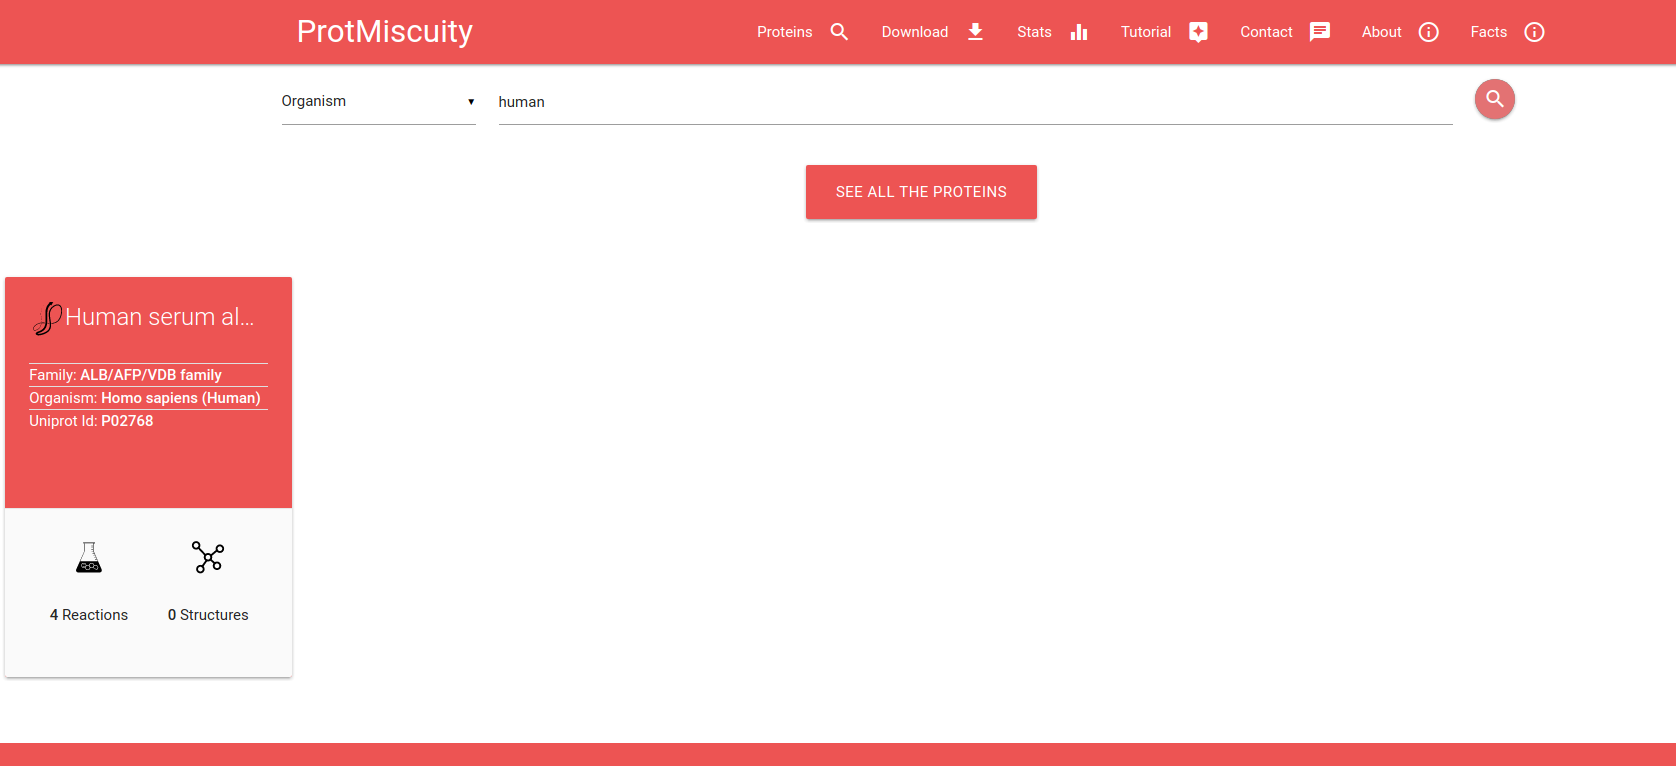 ProtMiscuity
Proteins
Download
Stats
Tutorial
Contact
About
Facts
Organism ▼
human
SEE ALL THE PROTEINS
Human serum al...
Family: ALB/AFP/VDB family
Organism: Homo sapiens (Human)
Uniprot Id: P02768
4 Reactions
0 Structures